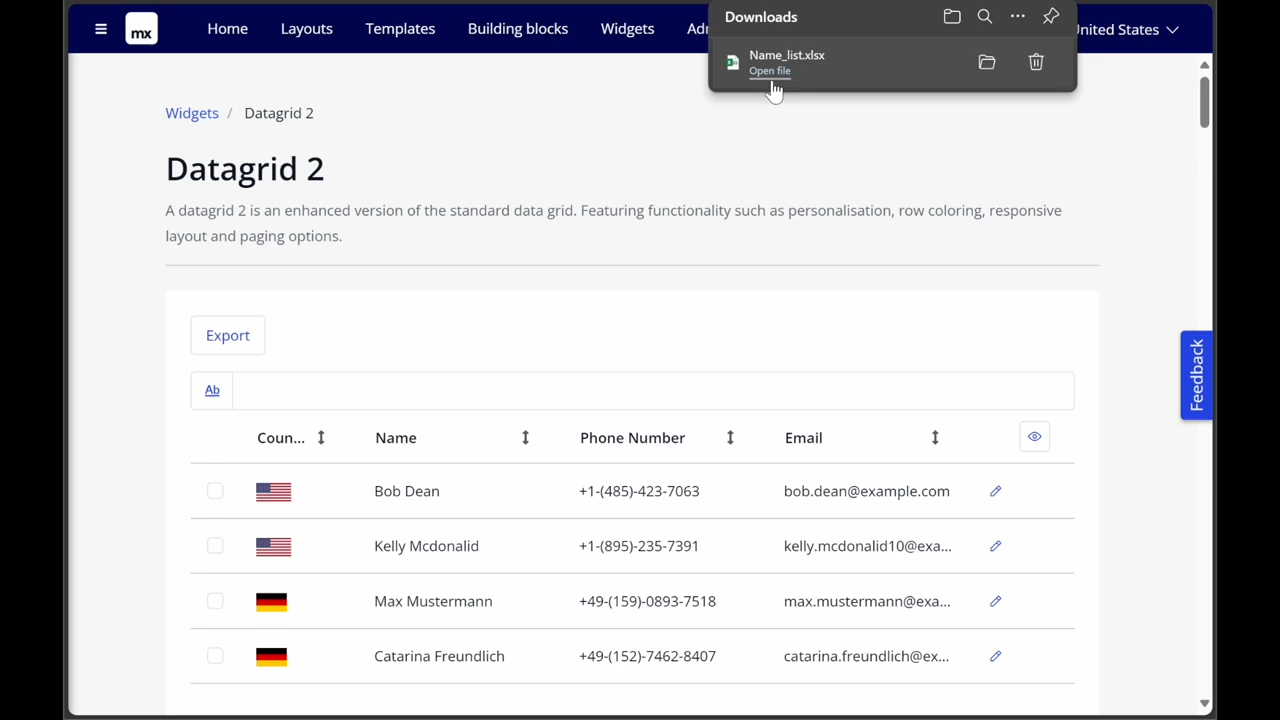 mx
Home
Layouts
Templates
Building blocks
Widgets
Downloads
Name_list.xlsx
Open file
United States
Widgets / Datagrid 2
Datagrid 2
A datagrid 2 is an enhanced version of the standard data grid. Featuring functionality such as personalisation, row coloring, responsive
layout and paging options.
Export
Ab
Coun... Name Phone Number Email
Bob Dean +1-(485)-423-7063 bob.dean@example.com
Kelly Mcdonalid +1-(895)-235-7391 kelly.mcdonalid10@exa...
Max Mustermann +49-(159)-0893-7518 max.mustermann@exa...
Catarina Freundlich +49-(152)-7462-8407 catarina.freundlich@ex...
Feedback